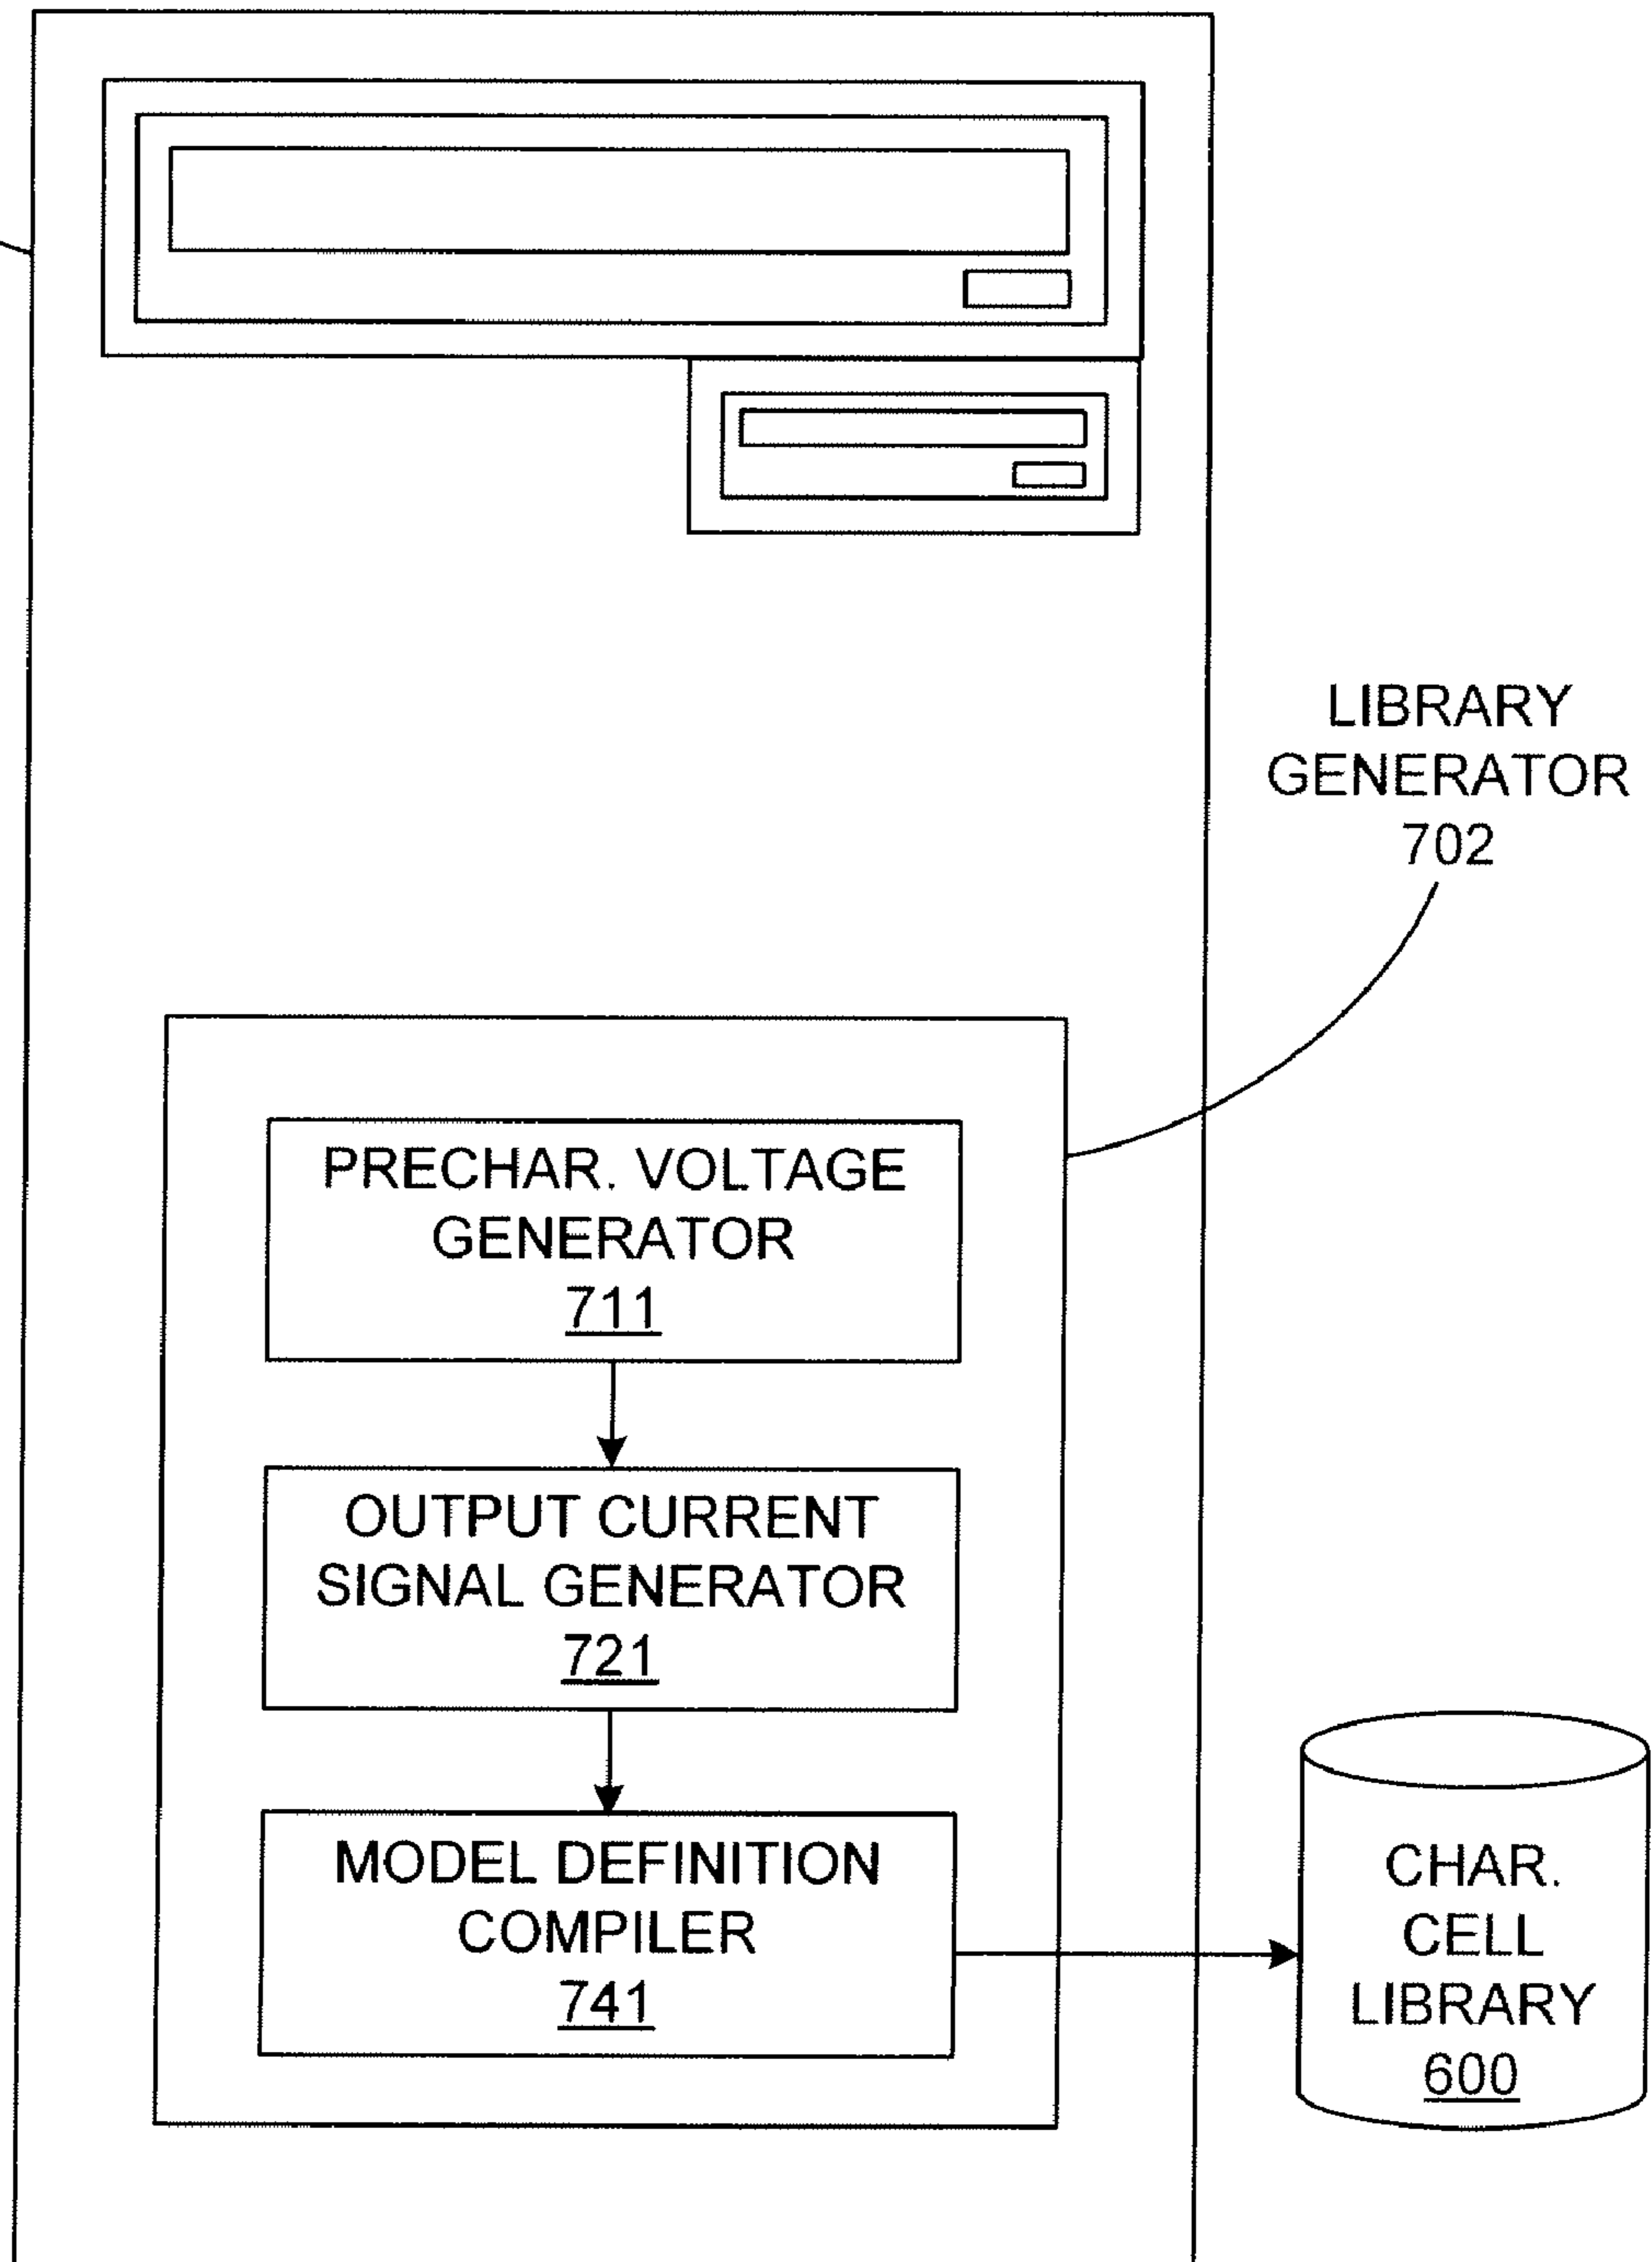 LIBRARY
GENERATOR
702
PRECHAR. VOLTAGE
GENERATOR
711
OUTPUT CURRENT
SIGNAL GENERATOR
721
MODEL DEFINITION
COMPILER
741
CHAR.
CELL
LIBRARY
600